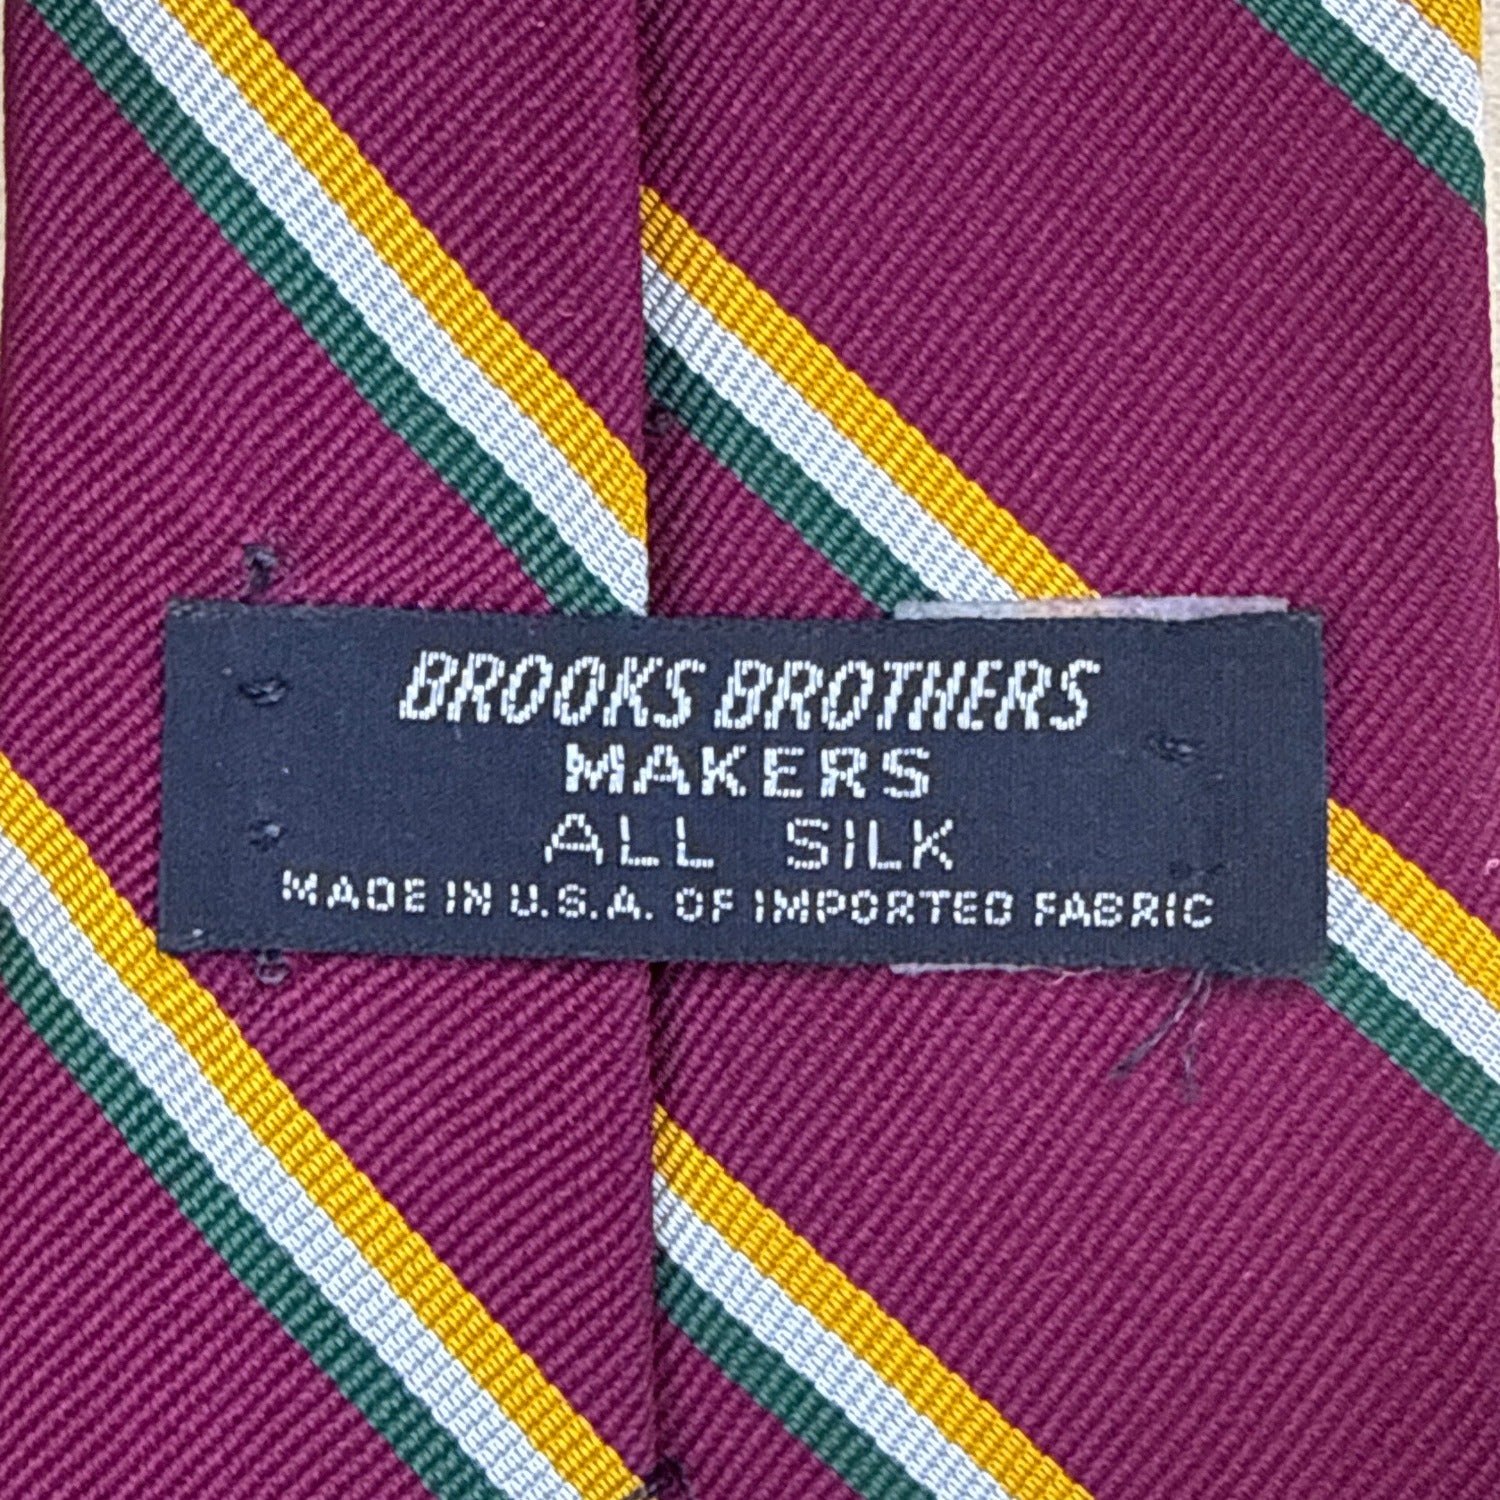 BROOKS BROTHERS
MAKERS
ALL SILK
MADE IN U.S.A. OF IMPORTED FABRIC